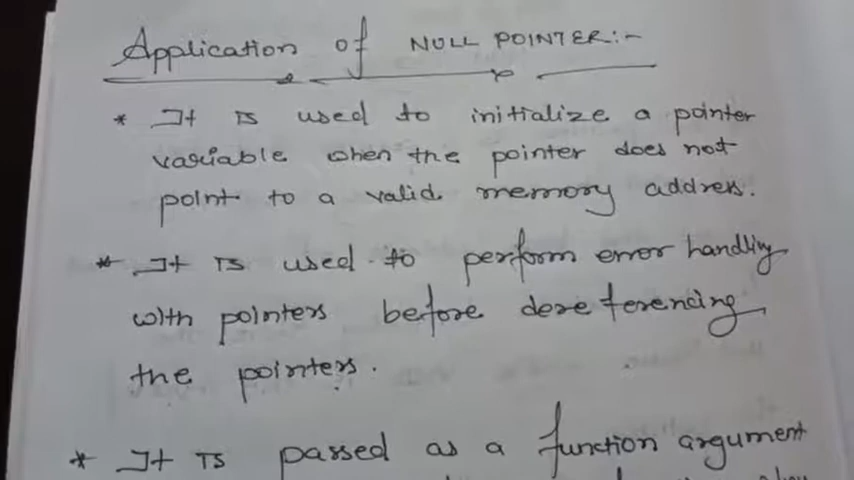 Application of NULL POINTER:-
* It is used to initialize a pointer
variable when the pointer does not
point to a valid memory address.
* It is used to perform error handling
with pointers before dereferencing
the pointers.
* It is passed as a function argument